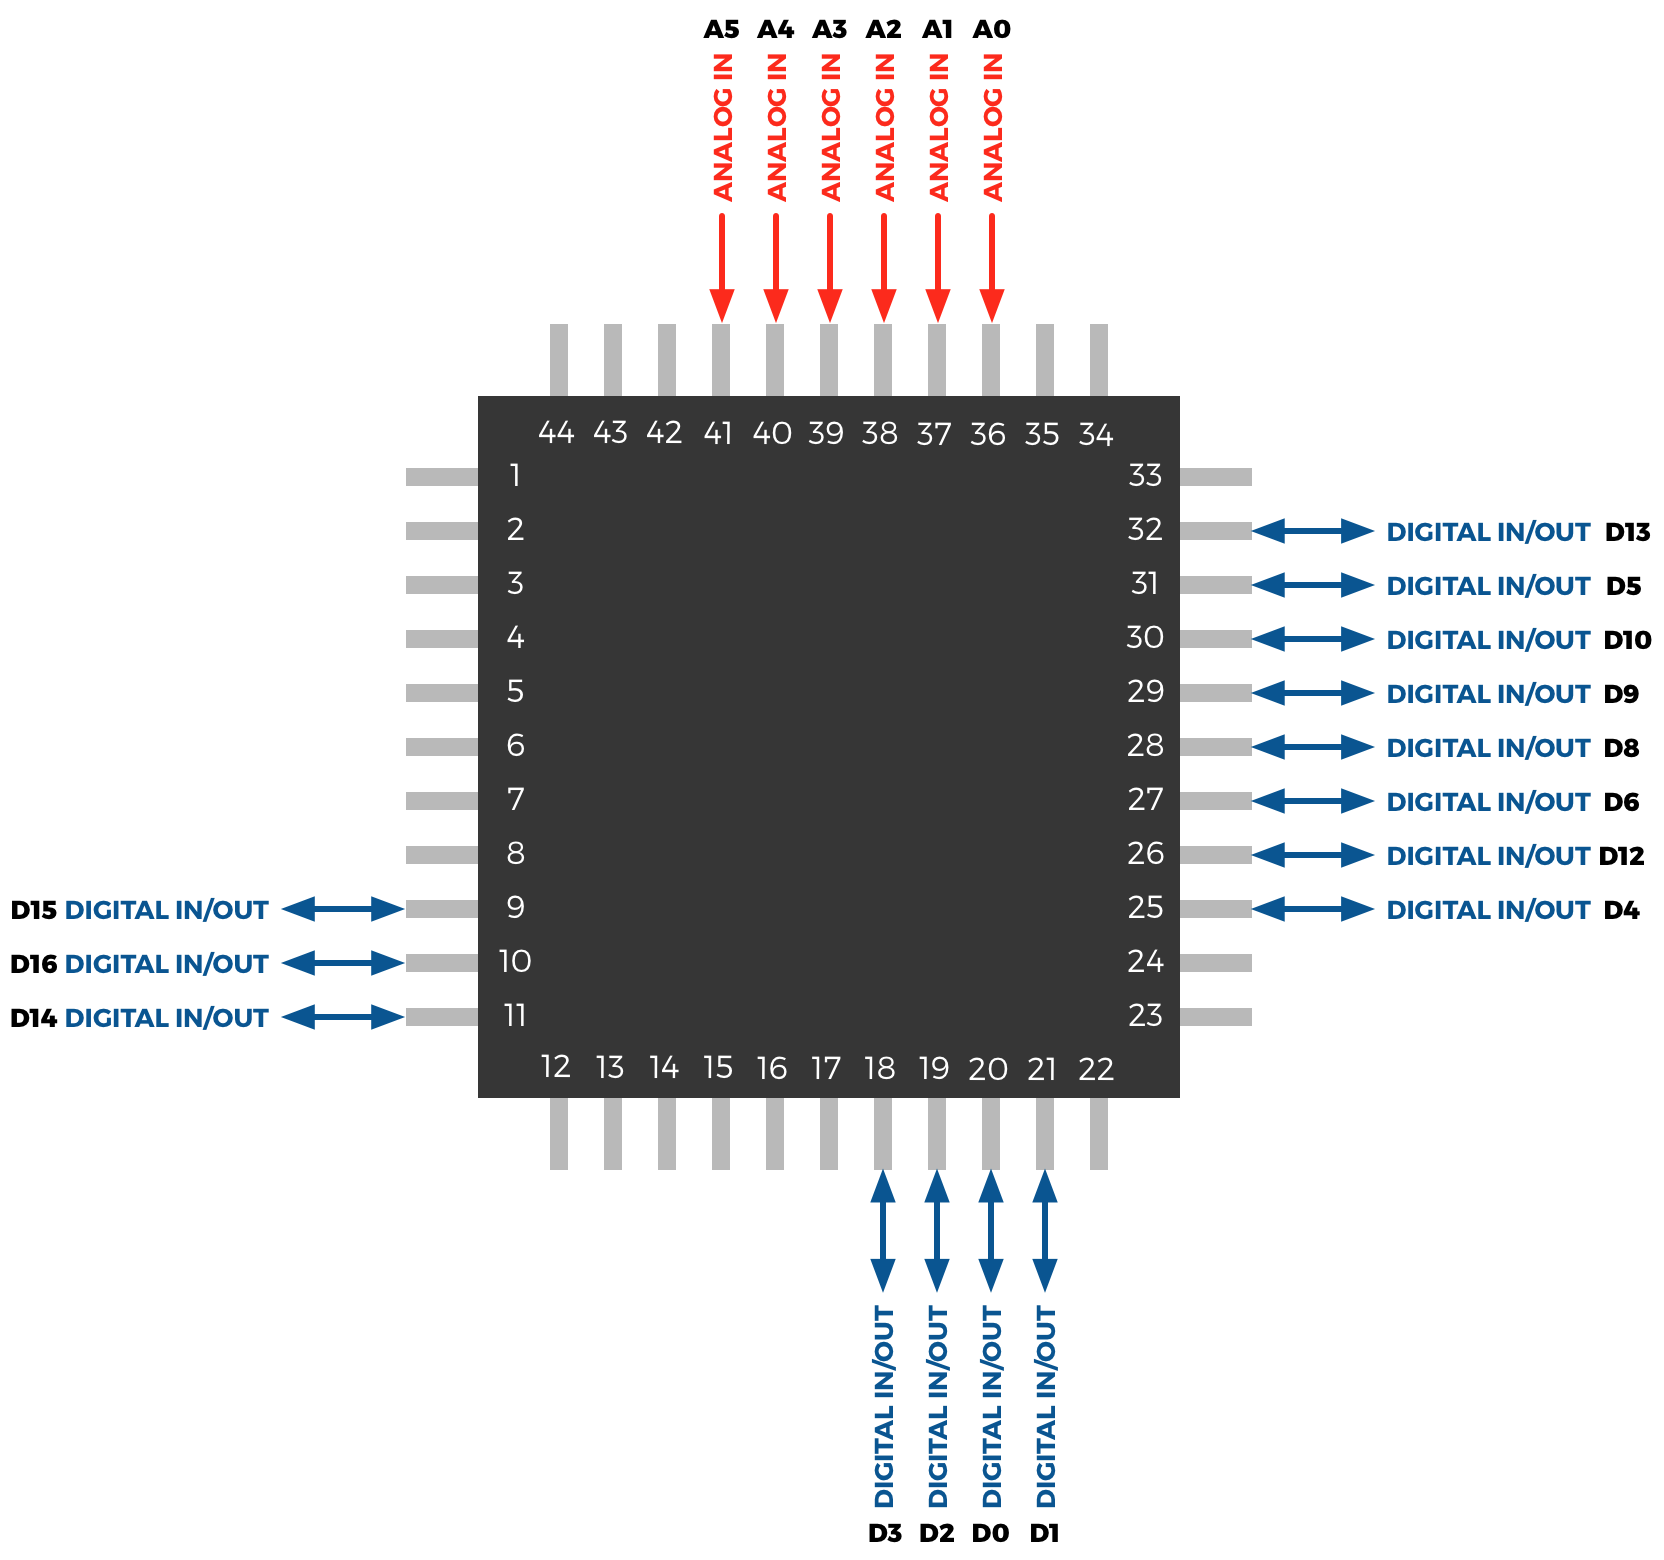 A5 A4 A3 A2 A1 A0
ANALOG IN ANALOG IN ANALOG IN ANALOG IN ANALOG IN ANALOG IN
44 43 42 41 40 39 38 37 36 35 34
1 33
2 32 DIGITAL IN/OUT D13
3 31 DIGITAL IN/OUT D5
4 30 DIGITAL IN/OUT D10
5 29 DIGITAL IN/OUT D9
6 28 DIGITAL IN/OUT D8
7 27 DIGITAL IN/OUT D6
8 26 DIGITAL IN/OUT D12
D15 DIGITAL IN/OUT 9 25 DIGITAL IN/OUT D4
D16 DIGITAL IN/OUT 10 24
D14 DIGITAL IN/OUT 11 23
12 13 14 15 16 17 18 19 20 21 22
DIGITAL IN/OUT DIGITAL IN/OUT DIGITAL IN/OUT DIGITAL IN/OUT
D3 D2 D0 D1